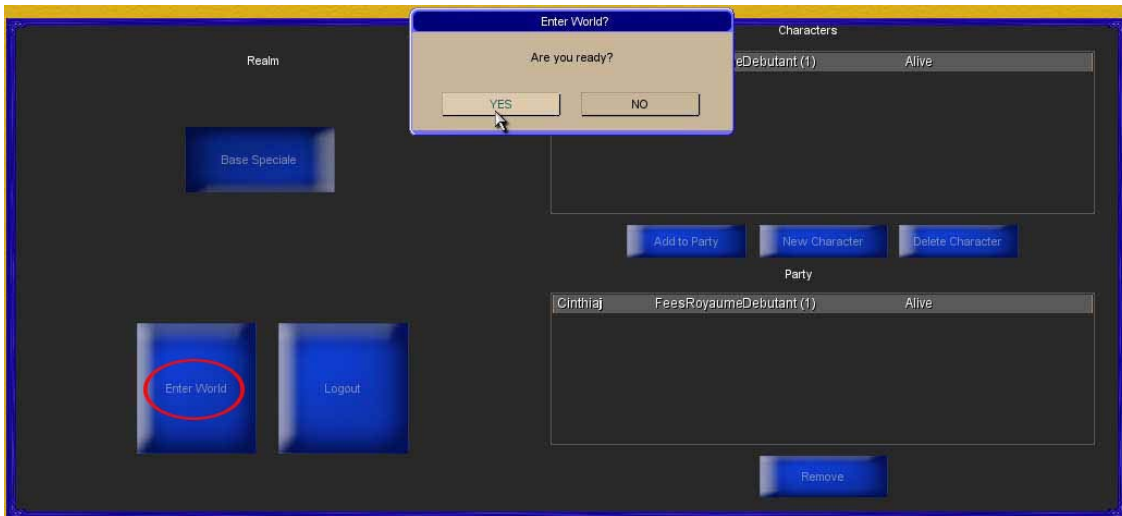 Enter World?
Are you ready?
YES NO
Realm
Base Speciale
Enter World
Logout
Characters
eDebutant (1) Alive
Add to Party New Character Delete Character
Party
Cinthiaj FeesRoyaumeDebutant (1) Alive
Remove